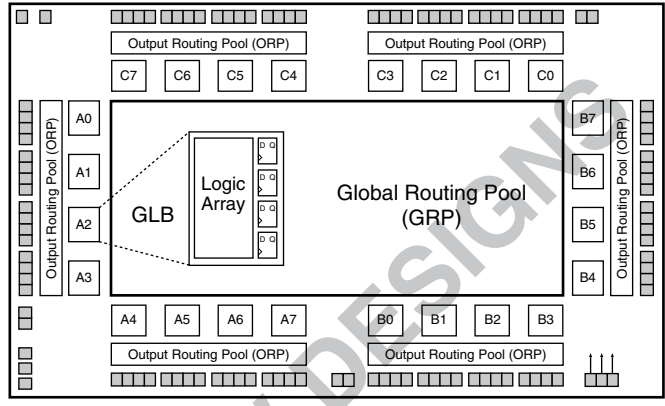 Output Routing Pool (ORP)
Output Routing Pool (ORP)
C7 C6 C5 C4
C3 C2 C1 C0
Output Routing Pool (ORP)
A0
A1
A2
A3
GLB
Logic
Array
D Q
D Q
D Q
D Q
Global Routing Pool
(GRP)
B7
B6
B5
B4
Output Routing Pool (ORP)
A4 A5 A6 A7
B0 B1 B2 B3
Output Routing Pool (ORP)
Output Routing Pool (ORP)
DESIGNS